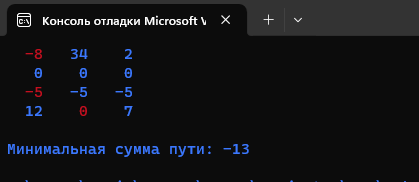 Консоль отладки Microsoft V
-8 34 2
0 0 0
-5 -5 -5
12 0 7
Минимальная сумма пути: -13